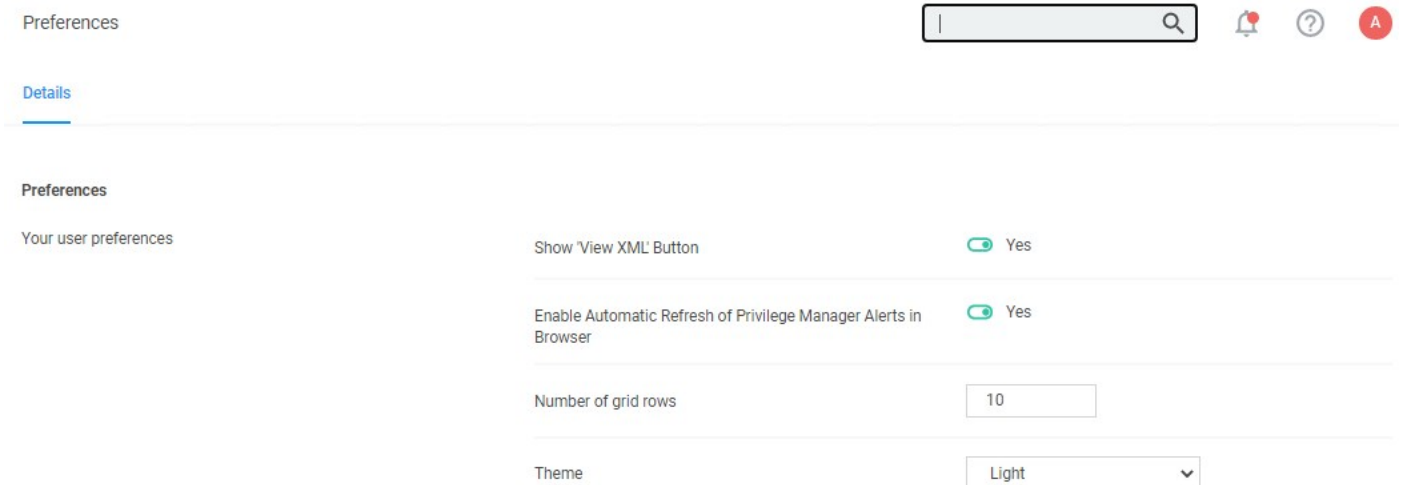 Preferences
A
Details
Preferences
Your user preferences
Show 'View XML' Button
Yes
Enable Automatic Refresh of Privilege Manager Alerts in
Browser
Yes
Number of grid rows
10
Theme
Light